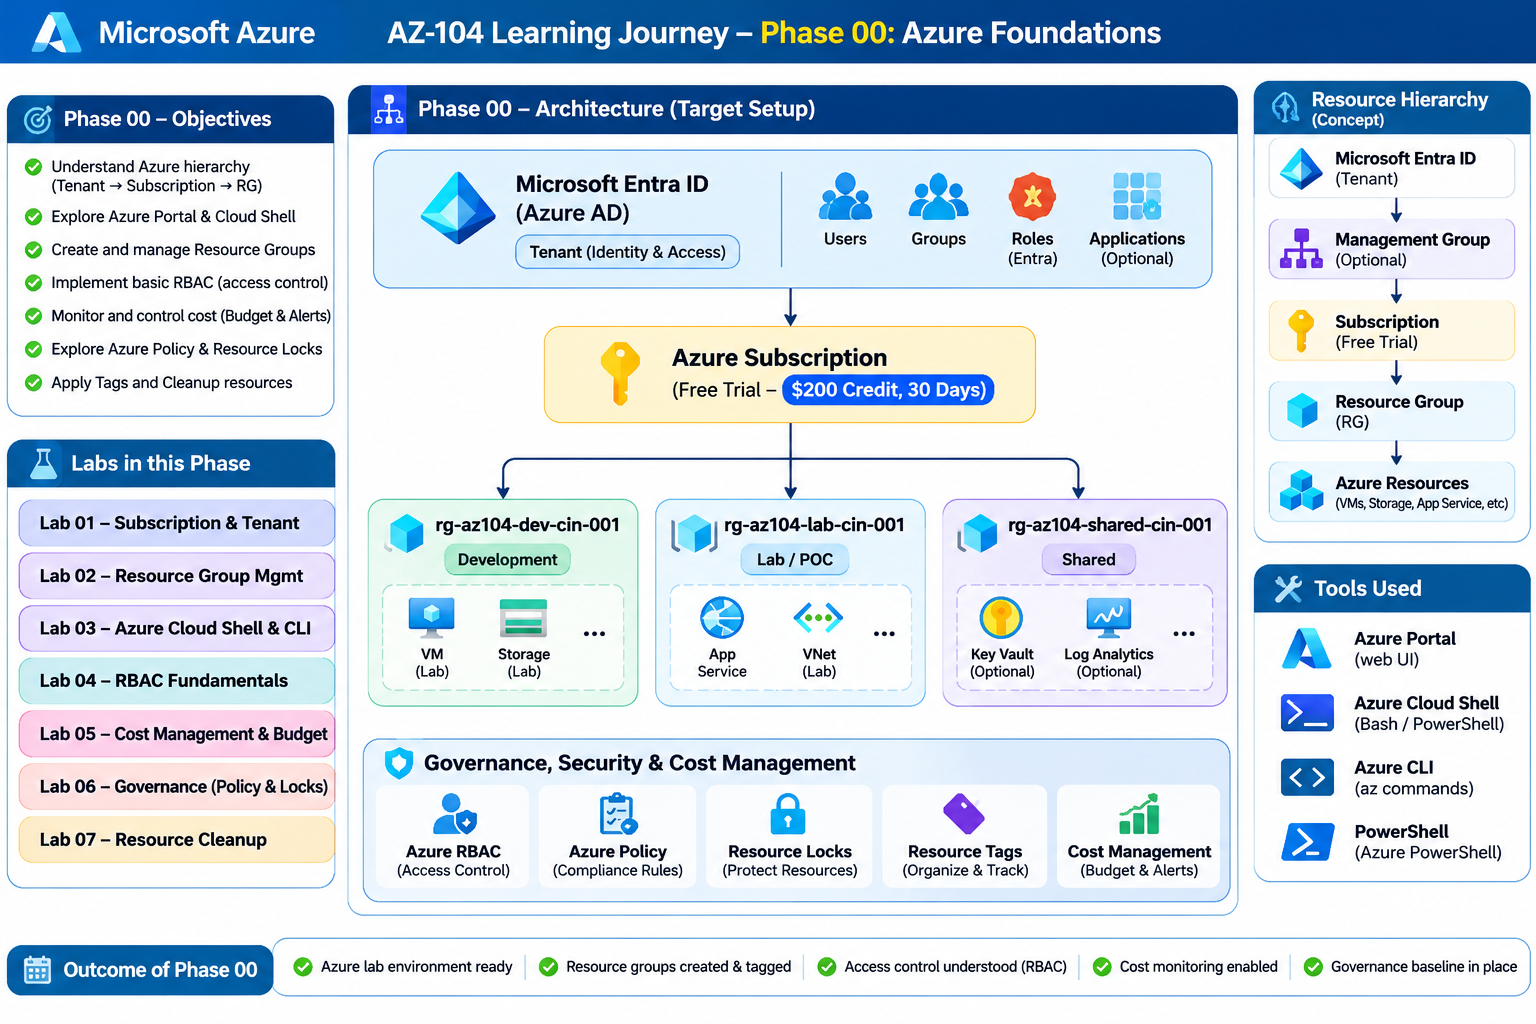 Microsoft Azure
AZ-104 Learning Journey – Phase 00: Azure Foundations
Phase 00 – Objectives
Understand Azure hierarchy
(Tenant → Subscription → RG)
Explore Azure Portal & Cloud Shell
Create and manage Resource Groups
Implement basic RBAC (access control)
Monitor and control cost (Budget & Alerts)
Explore Azure Policy & Resource Locks
Apply Tags and Cleanup resources
Labs in this Phase
Lab 01 – Subscription & Tenant
Lab 02 – Resource Group Mgmt
Lab 03 – Azure Cloud Shell & CLI
Lab 04 – RBAC Fundamentals
Lab 05 – Cost Management & Budget
Lab 06 – Governance (Policy & Locks)
Lab 07 – Resource Cleanup
Phase 00 – Architecture (Target Setup)
Microsoft Entra ID
(Azure AD)
Tenant (Identity & Access)
Users
Groups
Roles
(Entra)
Applications
(Optional)
Azure Subscription
(Free Trial – $200 Credit, 30 Days)
rg-az104-dev-cin-001
Development
VM
(Lab)
Storage
(Lab)
...
rg-az104-lab-cin-001
Lab / POC
App
Service
VNet
(Lab)
...
rg-az104-shared-cin-001
Shared
Key Vault
(Optional)
Log Analytics
(Optional)
...
Governance, Security & Cost Management
Azure RBAC
(Access Control)
Azure Policy
(Compliance Rules)
Resource Locks
(Protect Resources)
Resource Tags
(Organize & Track)
Cost Management
(Budget & Alerts)
Resource Hierarchy
(Concept)
Microsoft Entra ID
(Tenant)
Management Group
(Optional)
Subscription
(Free Trial)
Resource Group
(RG)
Azure Resources
(VMs, Storage, App Service, etc)
Tools Used
Azure Portal
(web UI)
Azure Cloud Shell
(Bash / PowerShell)
Azure CLI
(az commands)
PowerShell
(Azure PowerShell)
Outcome of Phase 00
Azure lab environment ready
Resource groups created & tagged
Access control understood (RBAC)
Cost monitoring enabled
Governance baseline in place